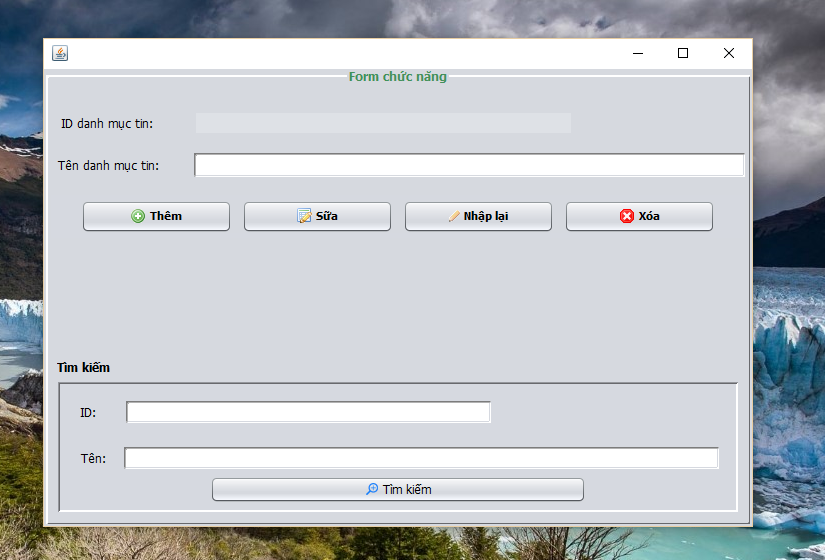 Form chức năng
ID danh mục tin:
Tên danh mục tin:
Thêm Sửa Nhập lại Xóa
Tìm kiếm
ID:
Tên:
Tìm kiếm